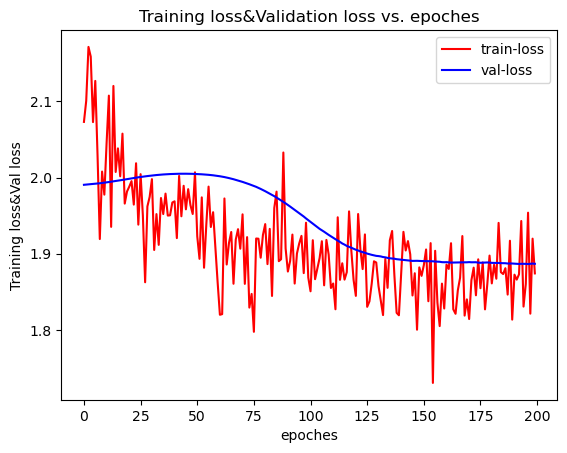 Training loss&Validation loss vs. epoches
train-loss
val-loss
Training loss&Val loss
2.1
2.0
1.9
1.8
0
25
50
75
100
125
150
175
200
epoches